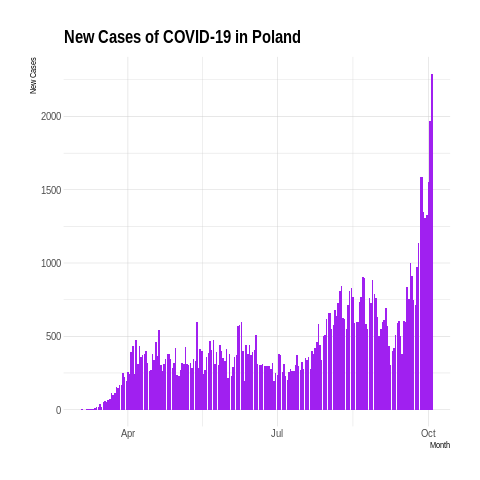 New Cases of COVID-19 in Poland
New Cases
2000
1500
1000
500
0
Apr
Jul
Oct
Month